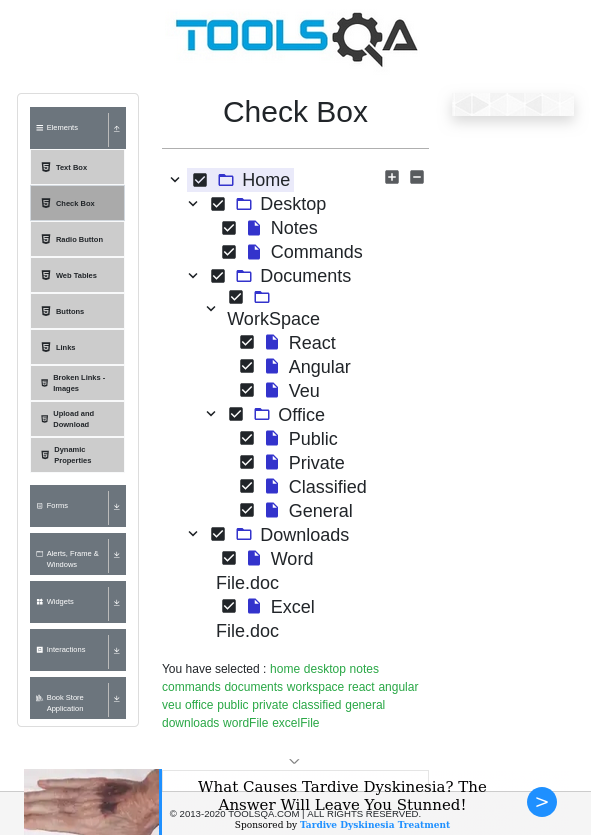 TOOLSQA
Elements
Text Box
Check Box
Radio Button
Web Tables
Buttons
Links
Broken Links -
Images
Upload and
Download
Dynamic
Properties
Forms
Alerts, Frame &
Windows
Widgets
Interactions
Book Store
Application
Check Box
Home
Desktop
Notes
Commands
Documents
WorkSpace
React
Angular
Veu
Office
Public
Private
Classified
General
Downloads
Word
File.doc
Excel
File.doc
You have selected : home desktop notes
commands documents workspace react angular
veu office public private classified general
downloads wordFile excelFile
What Causes Tardive Dyskinesia? The
Answer Will Leave You Stunned!
© 2013-2020 TOOLSQA.COM | ALL RIGHTS RESERVED.
Sponsored by Tardive Dyskinesia Treatment